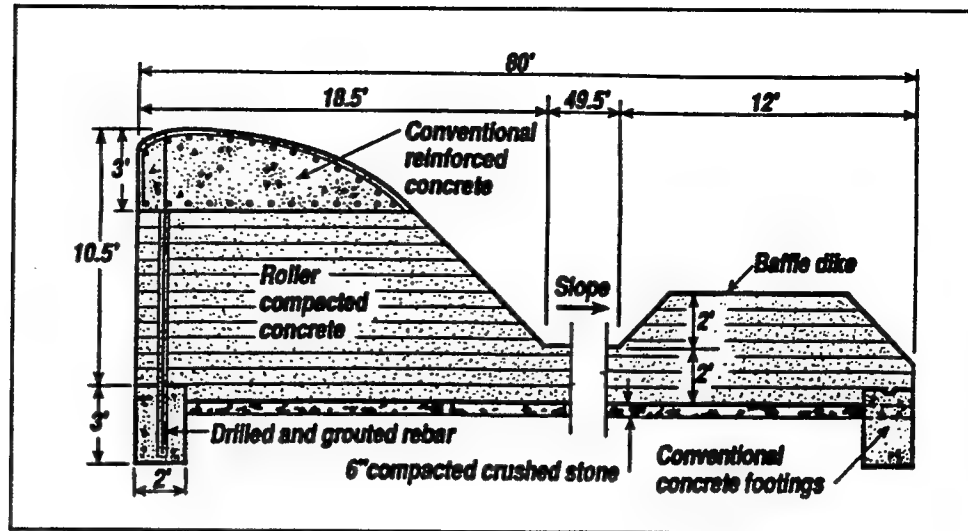 80'
18.5'
49.5'
12'
Conventional
reinforced
concrete
3'
10.5'
Roller
compacted
concrete
Slope
Baffle dike
2'
2'
3'
Drilled and grouted rebar
2'
6" compacted crushed stone
Conventional
concrete footings